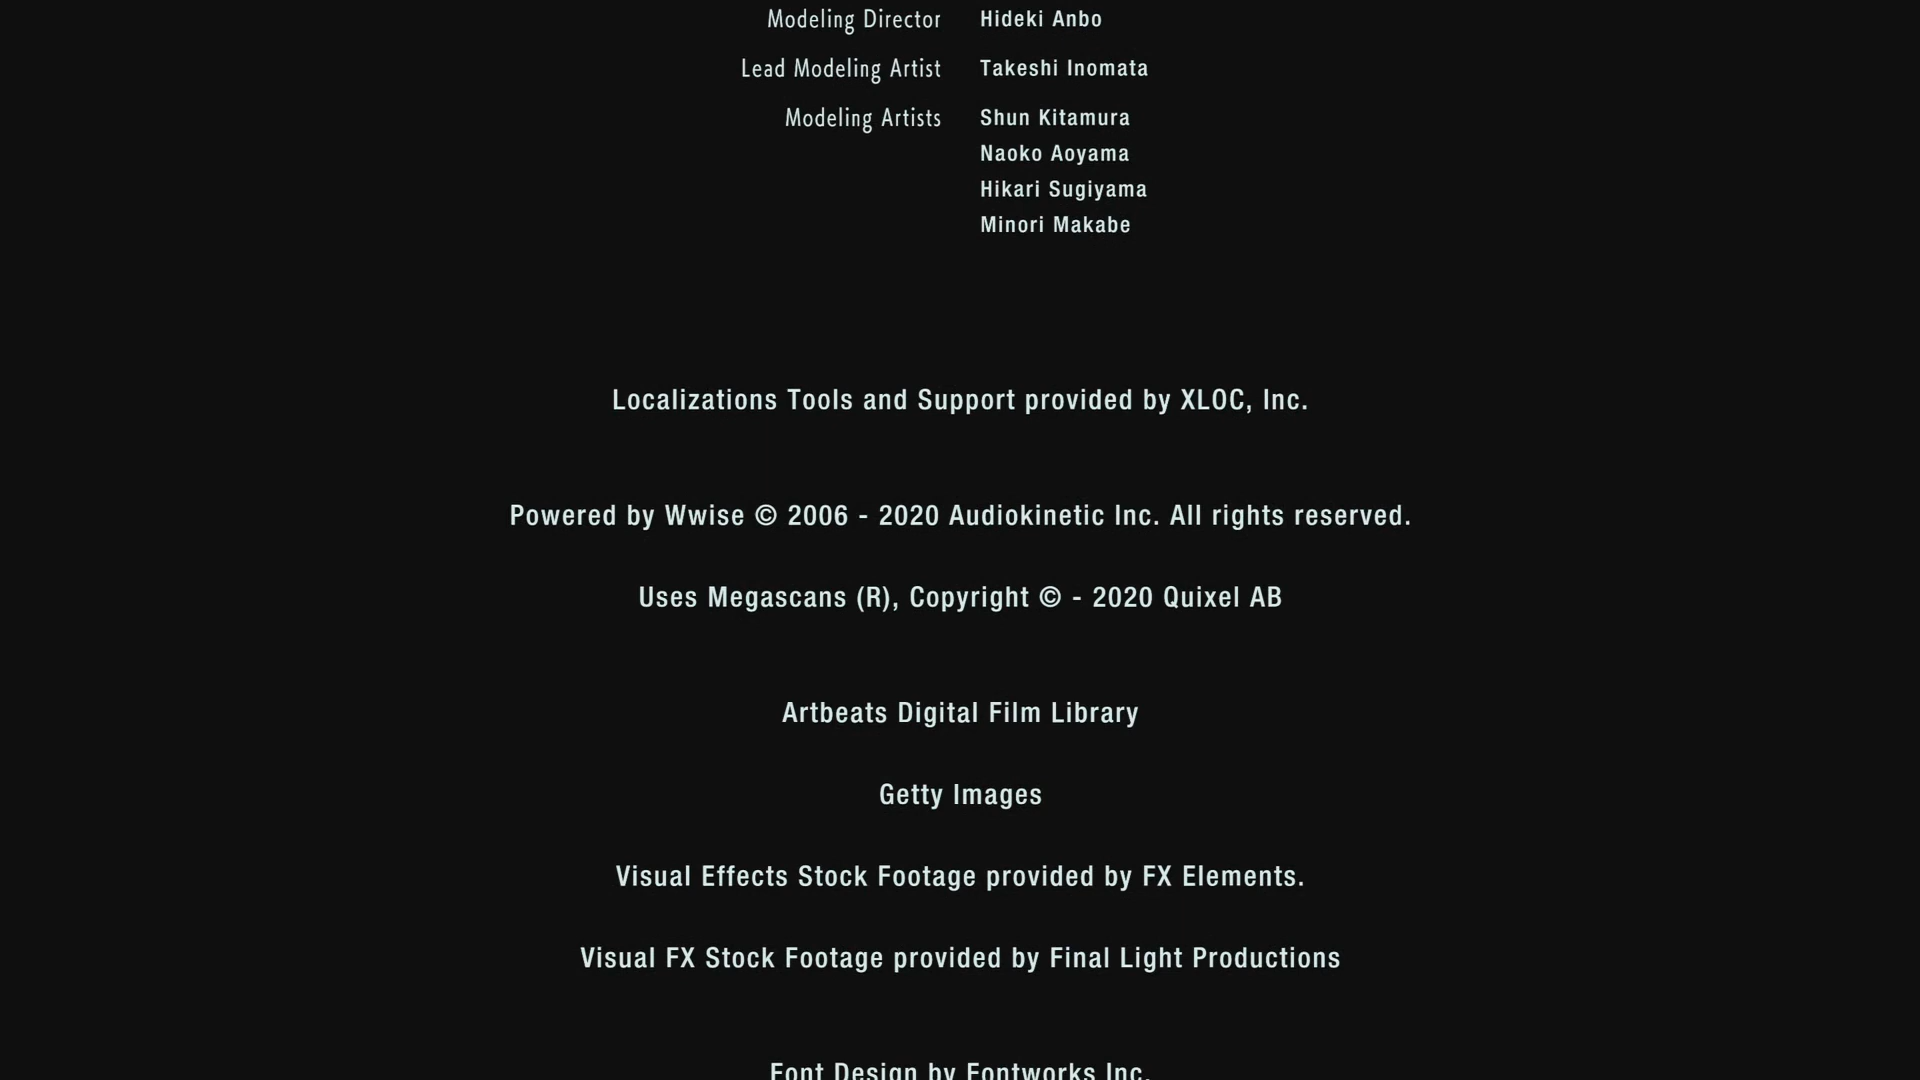 Modeling Director Hideki Anbo
Lead Modeling Artist Takeshi Inomata
Modeling Artists Shun Kitamura
Naoko Aoyama
Hikari Sugiyama
Minori Makabe
Localizations Tools and Support provided by XLOC, Inc.
Powered by Wwise © 2006 - 2020 Audiokinetic Inc. All rights reserved.
Uses Megascans (R), Copyright © - 2020 Quixel AB
Artbeats Digital Film Library
Getty Images
Visual Effects Stock Footage provided by FX Elements.
Visual FX Stock Footage provided by Final Light Productions
Font Design by Fontworks Inc.